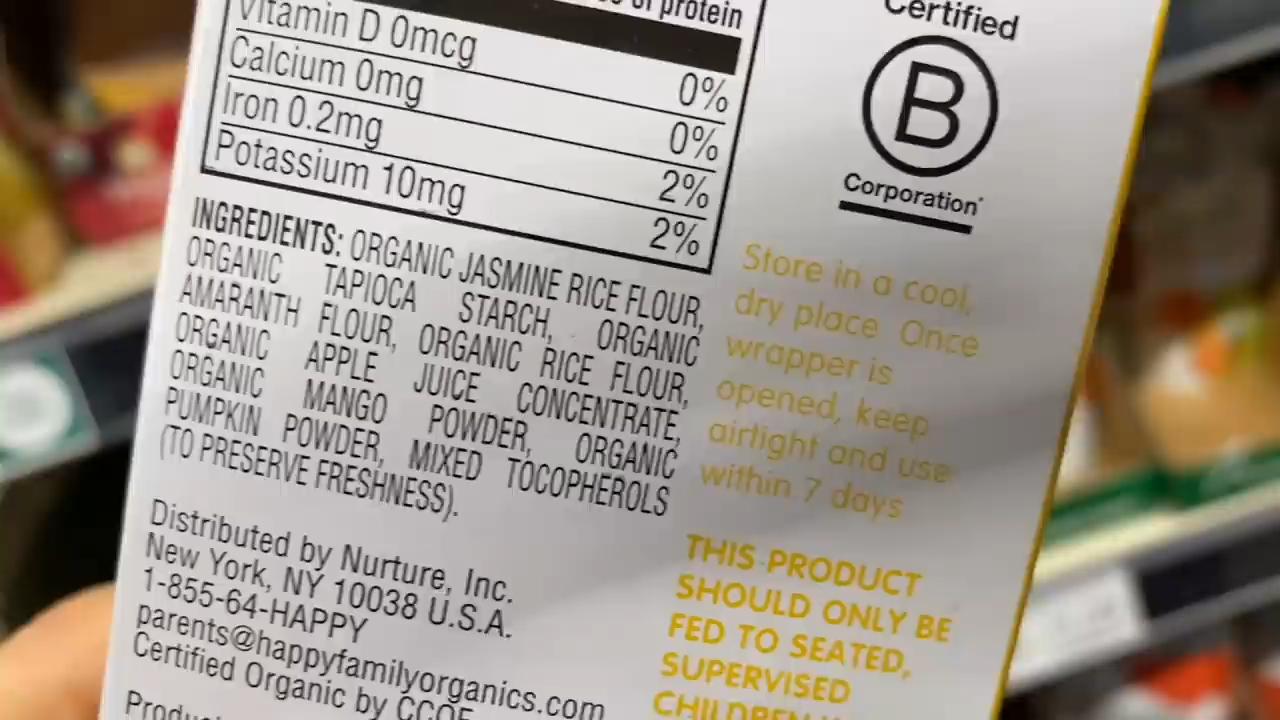 of protein
Vitamin D 0mcg 0%
Calcium 0mg 0%
Iron 0.2mg 2%
Potassium 10mg 2%
INGREDIENTS: ORGANIC JASMINE RICE FLOUR,
ORGANIC TAPIOCA STARCH, ORGANIC
AMARANTH FLOUR, ORGANIC RICE FLOUR,
ORGANIC APPLE JUICE CONCENTRATE,
ORGANIC MANGO POWDER, ORGANIC
PUMPKIN POWDER, MIXED TOCOPHEROLS
(TO PRESERVE FRESHNESS).
Distributed by Nurture, Inc.
New York, NY 10038 U.S.A.
1-855-64-HAPPY
parents@happyfamilyorganics.com
Certified Organic by CCOF
Certified
B
Corporation
Store in a cool,
dry place Once
wrapper is
opened, keep
airtight and use
within 7 days
THIS PRODUCT
SHOULD ONLY BE
FED TO SEATED,
SUPERVISED
CHILDREN